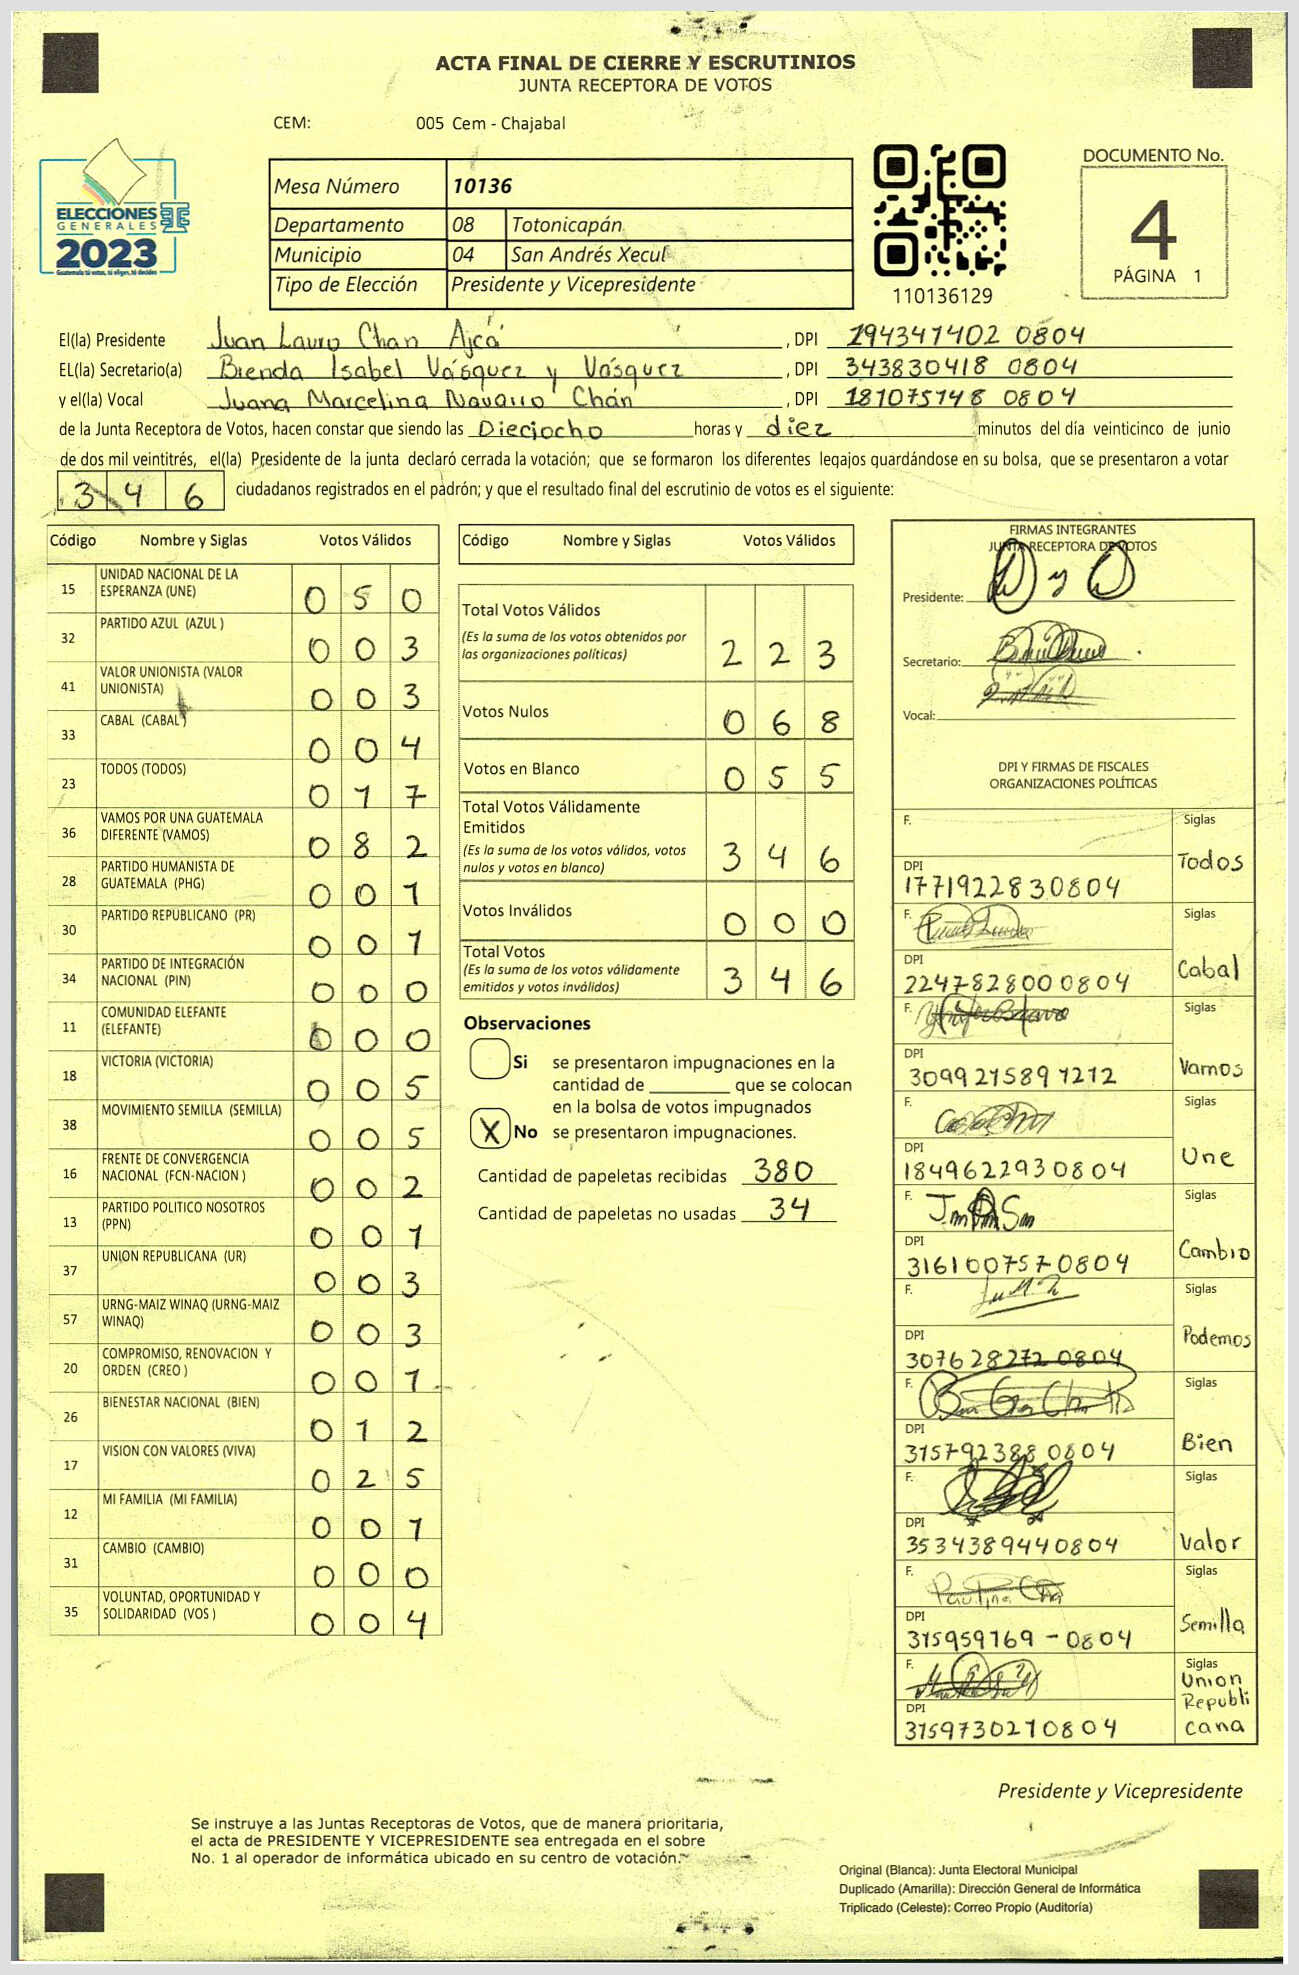 ACTA FINAL DE CIERRE Y ESCRUTINIOS
JUNTA RECEPTORA DE VOTOS
CEM: 005 Cem - Chajabal
ELECCIONES
GENERALES
2023
Guatemala tú votas, tú eliges, tú decides
Mesa Número 10136
Departamento 08 Totonicapán
Municipio 04 San Andrés Xecul
Tipo de Elección Presidente y Vicepresidente
110136129
DOCUMENTO No.
4
PÁGINA 1
El(la) Presidente Juan Lauro Chan Ajcá , DPI 194341402 0804
EL(la) Secretario(a) Brenda Isabel Vásquez y Vásquez , DPI 343830418 0804
y el(la) Vocal Juana Marcelina Navarro Chán , DPI 181075148 0804
de la Junta Receptora de Votos, hacen constar que siendo las Dieciocho horas y diez minutos del día veinticinco de junio
de dos mil veintitrés, el(la) Presidente de la junta declaró cerrada la votación; que se formaron los diferentes legajos guardándose en su bolsa, que se presentaron a votar
3 4 6 ciudadanos registrados en el padrón; y que el resultado final del escrutinio de votos es el siguiente:
Código Nombre y Siglas Votos Válidos
15 UNIDAD NACIONAL DE LA ESPERANZA (UNE) 0 5 0
32 PARTIDO AZUL (AZUL ) 0 0 3
41 VALOR UNIONISTA (VALOR UNIONISTA) 0 0 3
33 CABAL (CABAL ) 0 0 4
23 TODOS (TODOS) 0 1 7
36 VAMOS POR UNA GUATEMALA DIFERENTE (VAMOS) 0 8 2
28 PARTIDO HUMANISTA DE GUATEMALA (PHG) 0 0 1
30 PARTIDO REPUBLICANO (PR) 0 0 1
34 PARTIDO DE INTEGRACIÓN NACIONAL (PIN) 0 0 0
11 COMUNIDAD ELEFANTE (ELEFANTE) 0 0 0
18 VICTORIA (VICTORIA) 0 0 5
38 MOVIMIENTO SEMILLA (SEMILLA) 0 0 5
16 FRENTE DE CONVERGENCIA NACIONAL (FCN-NACION ) 0 0 2
13 PARTIDO POLITICO NOSOTROS (PPN) 0 0 1
37 UNION REPUBLICANA (UR) 0 0 3
57 URNG-MAIZ WINAQ (URNG-MAIZ WINAQ) 0 0 3
20 COMPROMISO, RENOVACION Y ORDEN (CREO ) 0 0 1
26 BIENESTAR NACIONAL (BIEN) 0 1 2
17 VISION CON VALORES (VIVA) 0 2 5
12 MI FAMILIA (MI FAMILIA) 0 0 1
31 CAMBIO (CAMBIO) 0 0 0
35 VOLUNTAD, OPORTUNIDAD Y SOLIDARIDAD (VOS ) 0 0 4
Código Nombre y Siglas Votos Válidos
Total Votos Válidos
(Es la suma de los votos obtenidos por
las organizaciones políticas) 2 2 3
Votos Nulos 0 6 8
Votos en Blanco 0 5 5
Total Votos Válidamente
Emitidos
(Es la suma de los votos válidos, votos
nulos y votos en blanco) 3 4 6
Votos Inválidos 0 0 0
Total Votos
(Es la suma de los votos válidamente
emitidos y votos inválidos) 3 4 6
Observaciones
Si se presentaron impugnaciones en la
cantidad de ________ que se colocan
en la bolsa de votos impugnados
X No se presentaron impugnaciones.
Cantidad de papeletas recibidas 380
Cantidad de papeletas no usadas 34
FIRMAS INTEGRANTES
JUNTA RECEPTORA DE VOTOS
Presidente:
Secretario:
Vocal:
DPI Y FIRMAS DE FISCALES
ORGANIZACIONES POLÍTICAS
F. Siglas
DPI Todos
1771922830804
F. Siglas
DPI Cabal
2247828000804
F. Siglas
DPI Vamos
3099215891212
F. Siglas
DPI Une
1849622930804
F. Siglas
DPI Cambio
3161007570804
F. Siglas
DPI Podemos
307628272 0804
F. Siglas
DPI Bien
315792388 0804
F. Siglas
DPI Valor
3534389440804
F. Siglas
DPI Semilla
315959169 - 0804
F. Siglas
DPI Union Republi cana
3159730210804
Presidente y Vicepresidente
Se instruye a las Juntas Receptoras de Votos, que de manera prioritaria,
el acta de PRESIDENTE Y VICEPRESIDENTE sea entregada en el sobre
No. 1 al operador de informática ubicado en su centro de votación.
Original (Blanca): Junta Electoral Municipal
Duplicado (Amarilla): Dirección General de Informática
Triplicado (Celeste): Correo Propio (Auditoría)